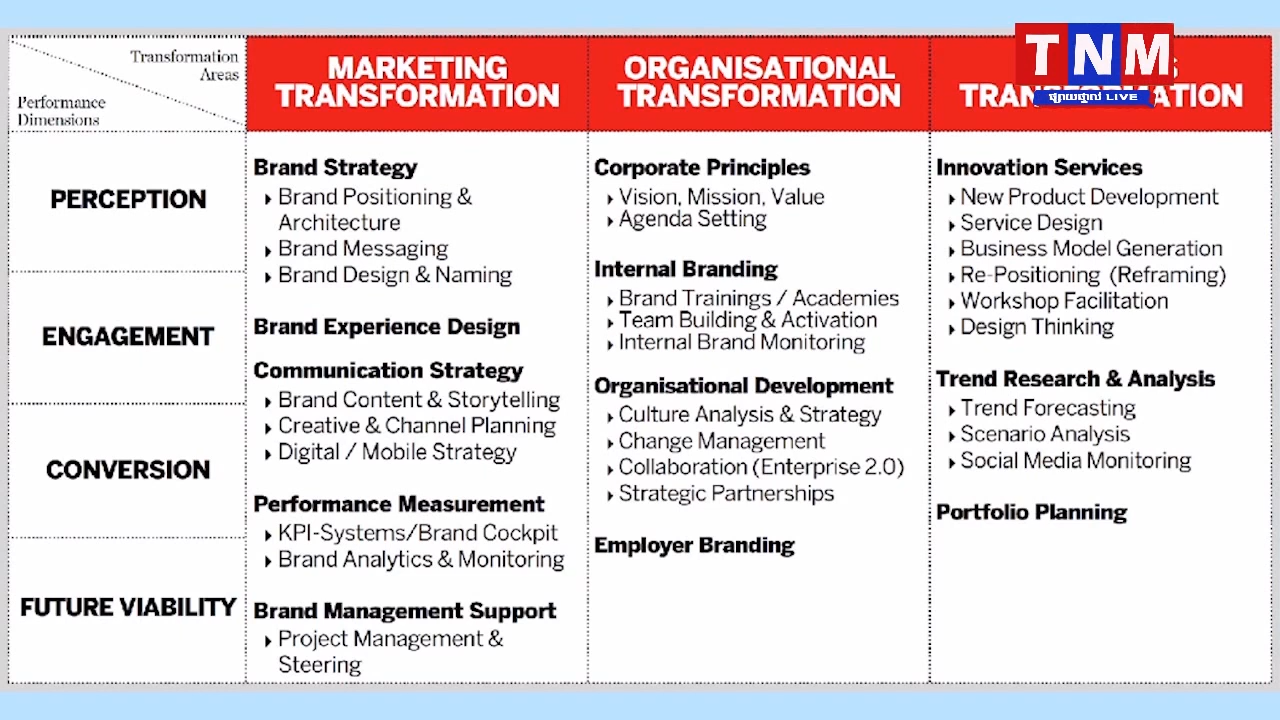 Transformation
Areas
Performance
Dimensions
MARKETING
TRANSFORMATION
ORGANISATIONAL
TRANSFORMATION
TNM
LIVE
PERCEPTION
ENGAGEMENT
CONVERSION
FUTURE VIABILITY
Brand Strategy
Brand Positioning &
Architecture
Brand Messaging
Brand Design & Naming
Brand Experience Design
Communication Strategy
Brand Content & Storytelling
Creative & Channel Planning
Digital / Mobile Strategy
Performance Measurement
KPI-Systems/Brand Cockpit
Brand Analytics & Monitoring
Brand Management Support
Project Management &
Steering
Corporate Principles
Vision, Mission, Value
Agenda Setting
Internal Branding
Brand Trainings / Academies
Team Building & Activation
Internal Brand Monitoring
Organisational Development
Culture Analysis & Strategy
Change Management
Collaboration (Enterprise 2.0)
Strategic Partnerships
Employer Branding
Innovation Services
New Product Development
Service Design
Business Model Generation
Re-Positioning (Reframing)
Workshop Facilitation
Design Thinking
Trend Research & Analysis
Trend Forecasting
Scenario Analysis
Social Media Monitoring
Portfolio Planning